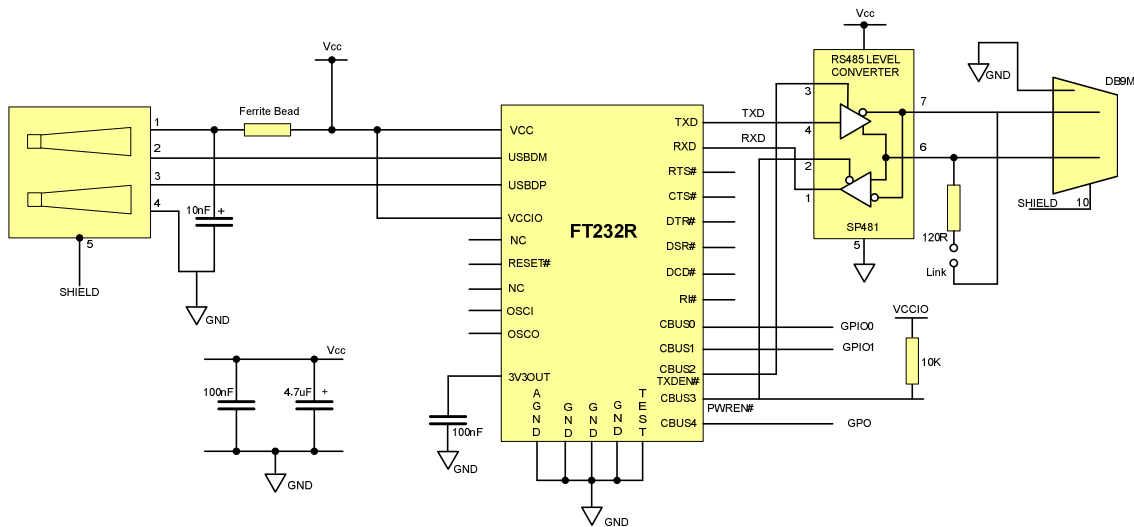 Vcc
RS485 LEVEL
CONVERTER
GND
DB9M
Vcc
Ferrite Bead
1
2
3
4
5
10nF
+
SHIELD
GND
VCC
USBDM
USBDP
VCCIO
NC
RESET#
NC
OSCI
OSCO
3V3OUT
FT232R
AGND
GND
GND
GND
TEST
TXD
RXD
RTS#
CTS#
DTR#
DSR#
DCD#
RI#
CBUS0
CBUS1
CBUS2
TXDEN#
CBUS3
PWREN#
CBUS4
TXD
RXD
3
4
2
1
7
6
SP481
5
120R
Link
SHIELD
10
GPIO0
GPIO1
VCCIO
10K
GPO
Vcc
100nF
4.7uF
+
GND
100nF
GND
GND